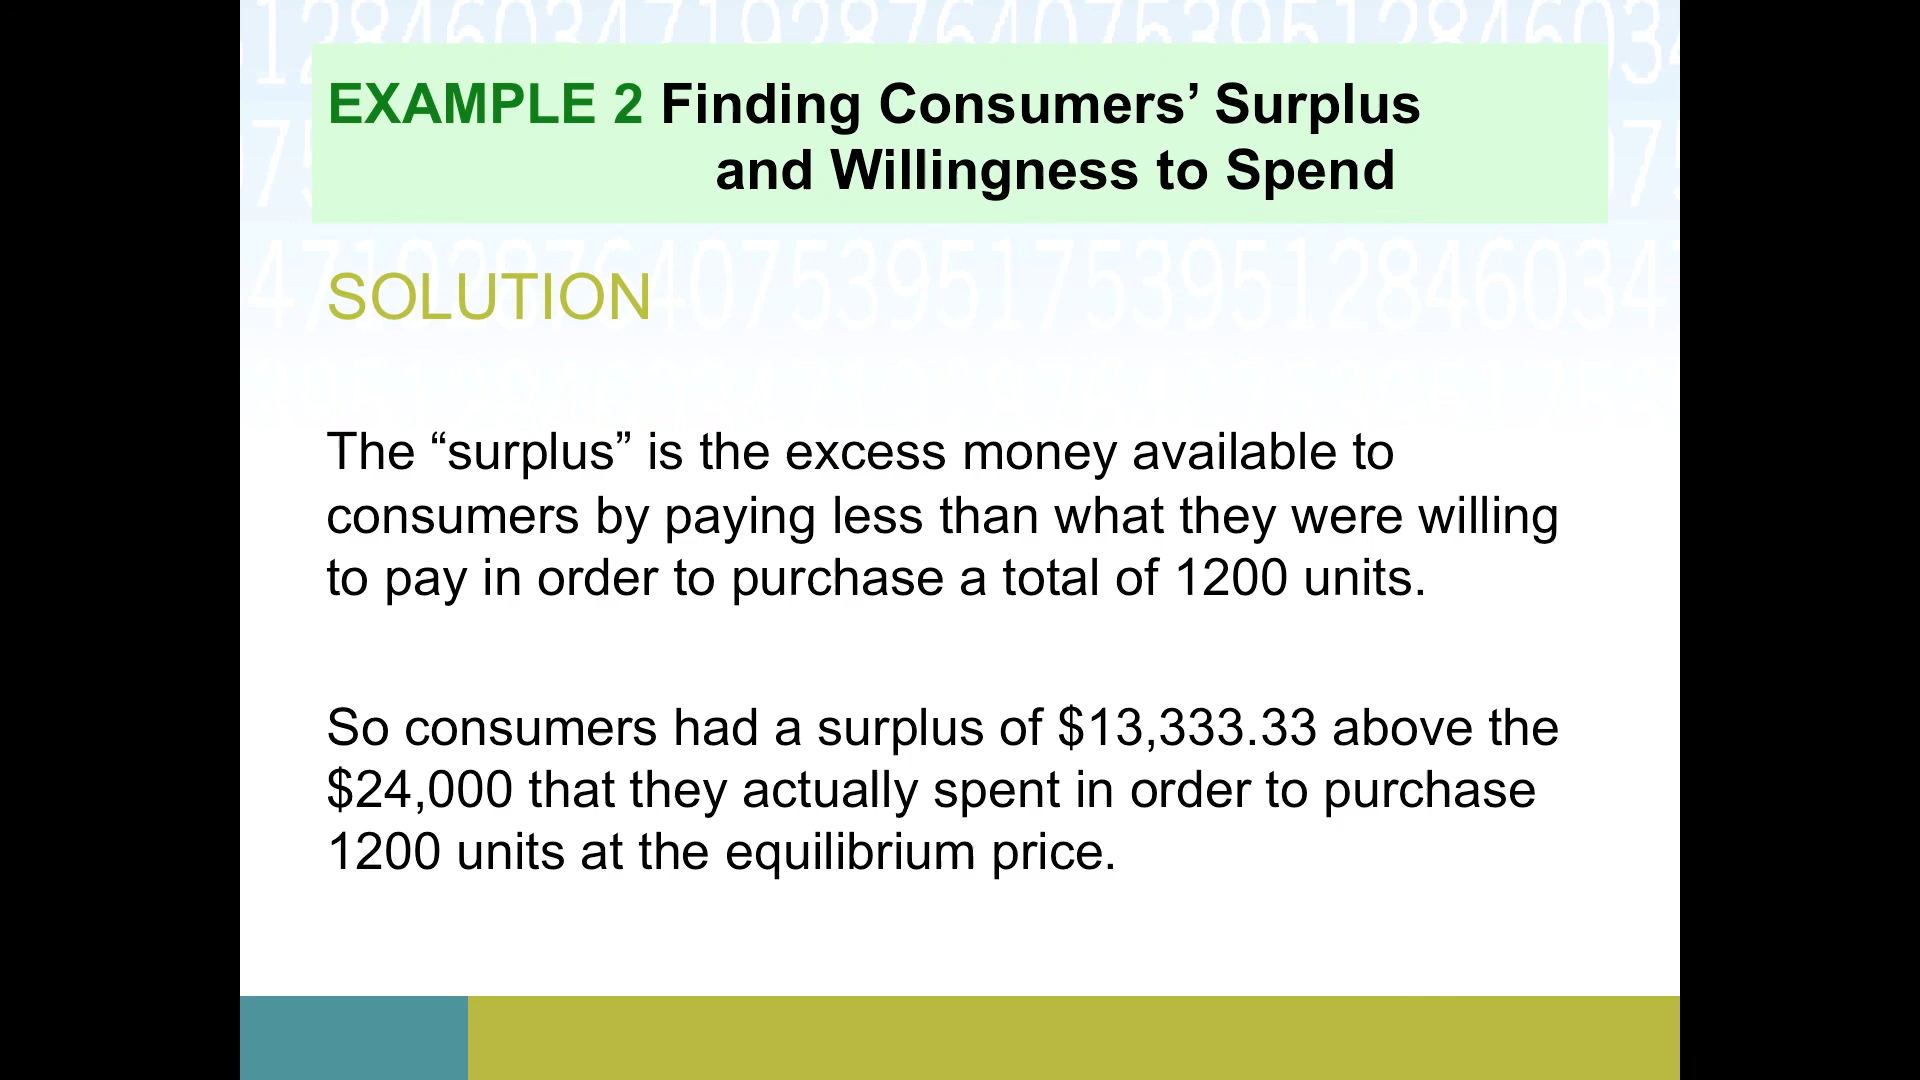 EXAMPLE 2 Finding Consumers’ Surplus
and Willingness to Spend
SOLUTION
The “surplus” is the excess money available to
consumers by paying less than what they were willing
to pay in order to purchase a total of 1200 units.
So consumers had a surplus of $13,333.33 above the
$24,000 that they actually spent in order to purchase
1200 units at the equilibrium price.